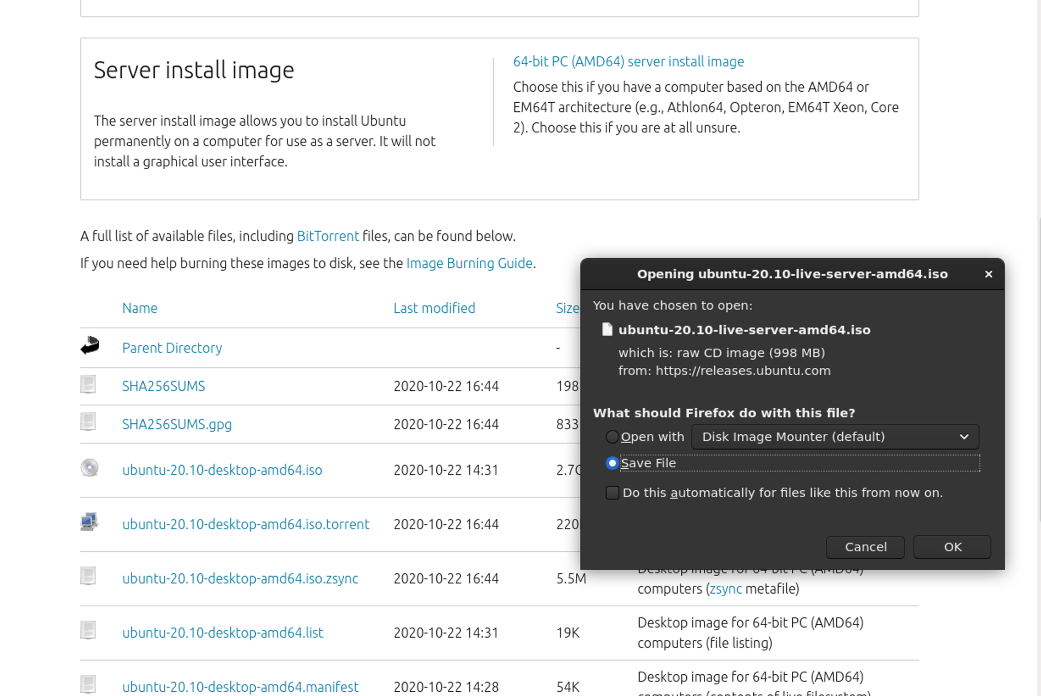 Server install image
The server install image allows you to install Ubuntu
permanently on a computer for use as a server. It will not
install a graphical user interface.
64-bit PC (AMD64) server install image
Choose this if you have a computer based on the AMD64 or
EM64T architecture (e.g., Athlon64, Opteron, EM64T Xeon, Core
2). Choose this if you are at all unsure.
A full list of available files, including BitTorrent files, can be found below.
If you need help burning these images to disk, see the Image Burning Guide.
Name Last modified Size
Parent Directory -
SHA256SUMS 2020-10-22 16:44 198
SHA256SUMS.gpg 2020-10-22 16:44 833
ubuntu-20.10-desktop-amd64.iso 2020-10-22 14:31 2.7G
ubuntu-20.10-desktop-amd64.iso.torrent 2020-10-22 16:44 220
ubuntu-20.10-desktop-amd64.iso.zsync 2020-10-22 16:44 5.5M Desktop image for 64-bit PC (AMD64)
computers (zsync metafile)
ubuntu-20.10-desktop-amd64.list 2020-10-22 14:31 19K Desktop image for 64-bit PC (AMD64)
computers (file listing)
ubuntu-20.10-desktop-amd64.manifest 2020-10-22 14:28 54K Desktop image for 64-bit PC (AMD64)
computers (contents of live filesystem)
Opening ubuntu-20.10-live-server-amd64.iso ×
You have chosen to open:
ubuntu-20.10-live-server-amd64.iso
which is: raw CD image (998 MB)
from: https://releases.ubuntu.com
What should Firefox do with this file?
Open with Disk Image Mounter (default)
Save File
Do this automatically for files like this from now on.
Cancel OK